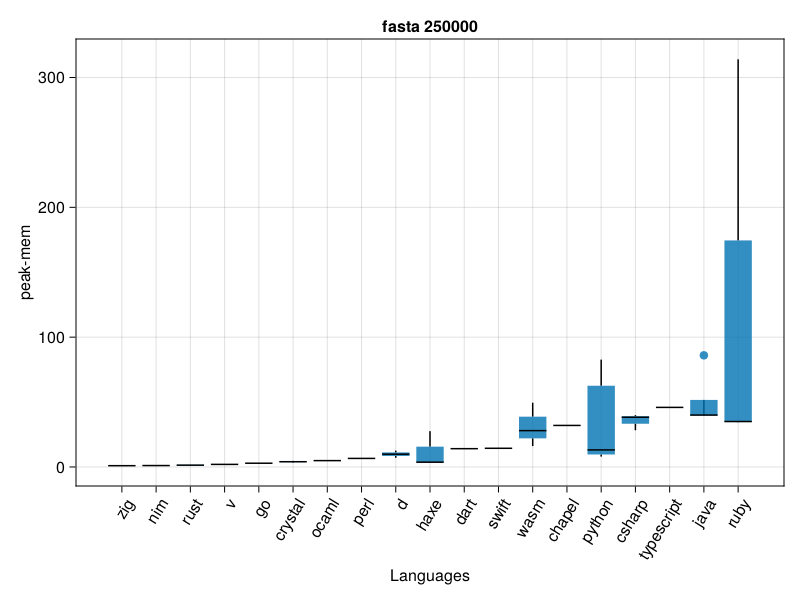 fasta 250000
300
200
100
0
peak-mem
zig
nim
rust
v
go
crystal
ocaml
perl
d
haxe
dart
swift
wasm
chapel
python
csharp
typescript
java
ruby
Languages